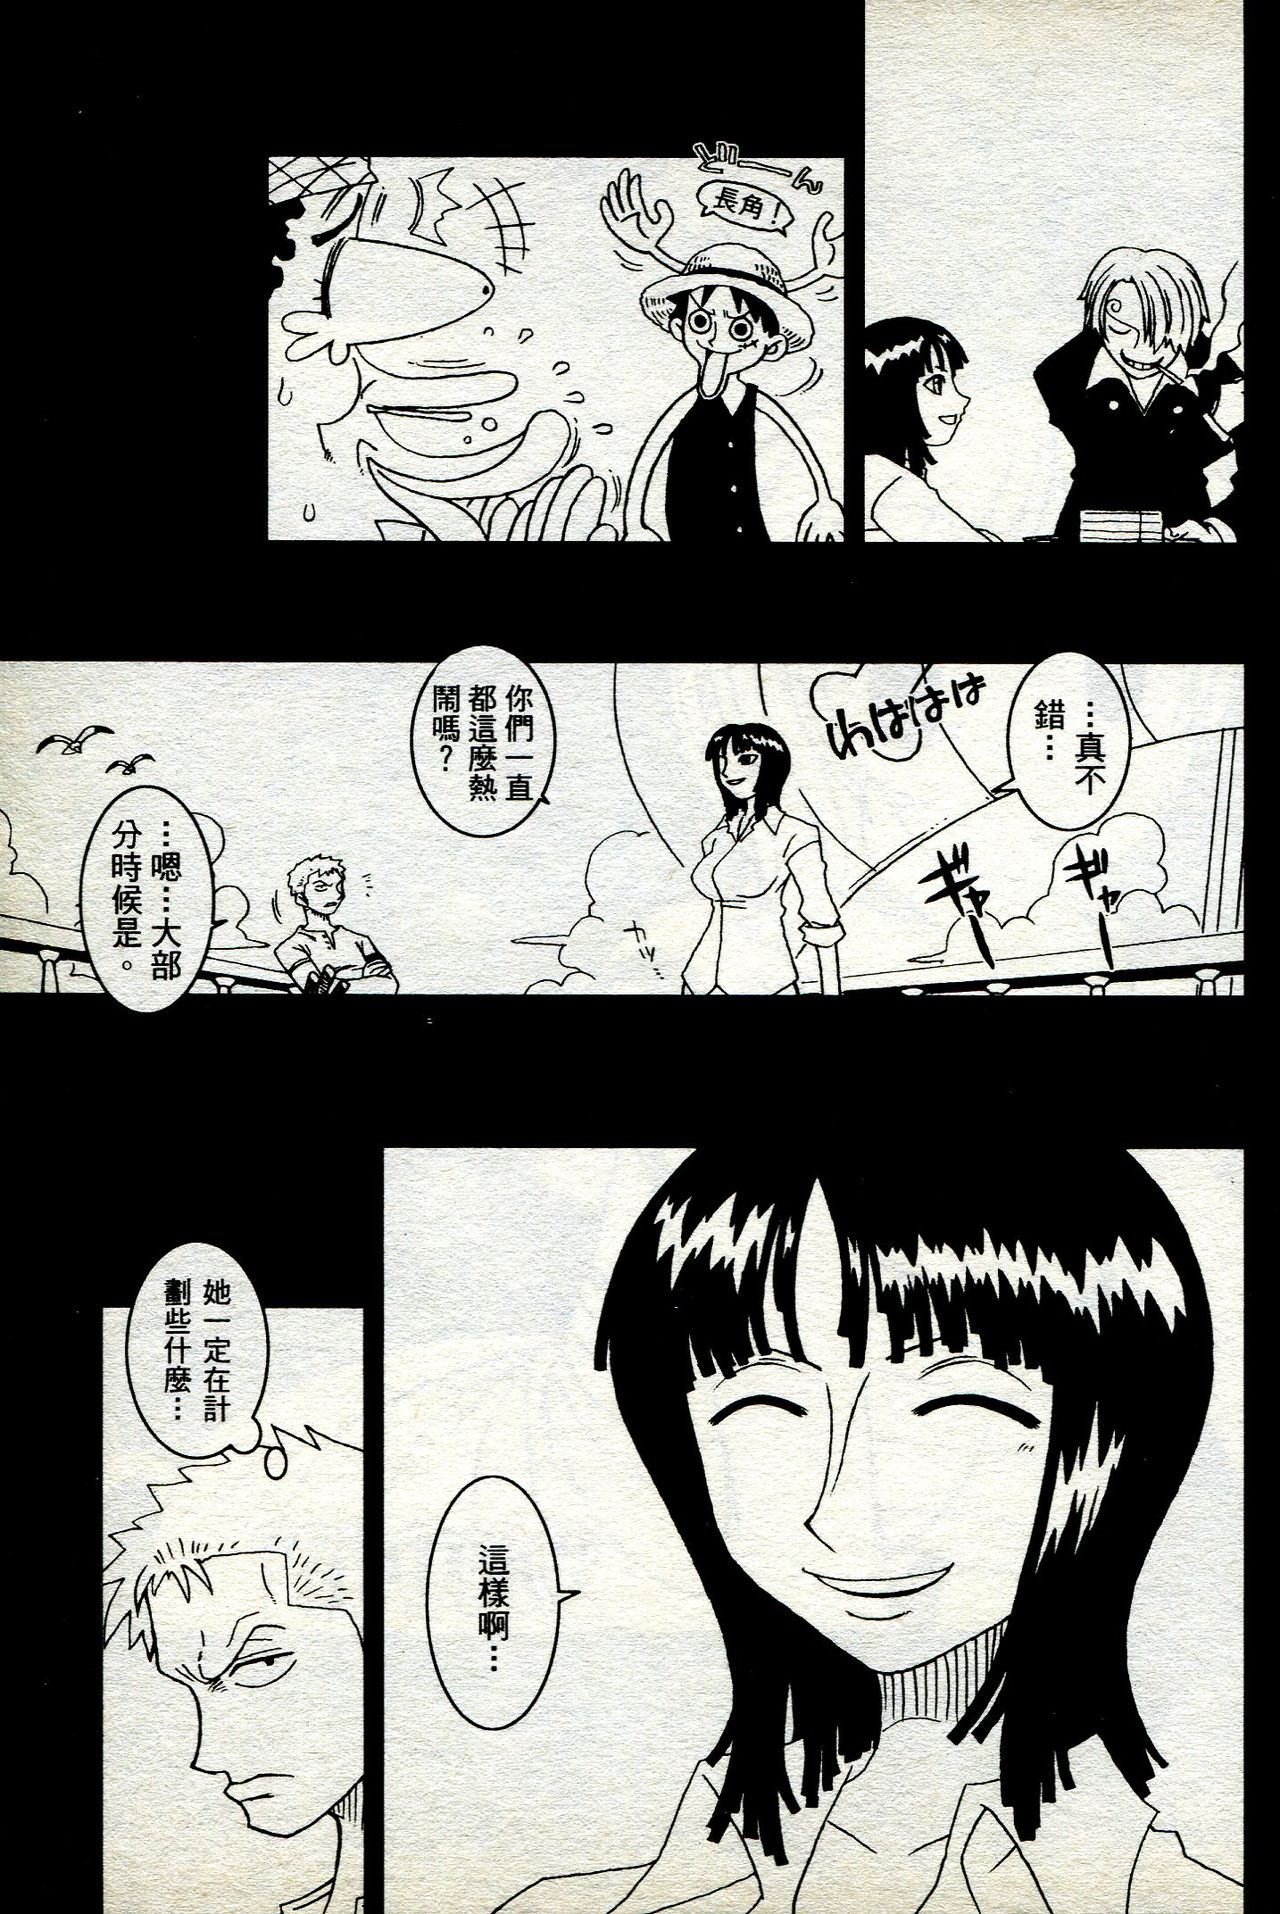 どーん
長角！
…真不
錯…
わはははは
ギャー
ギャー
カッ…
你們一直
都這麼熱
鬧嗎？
…嗯…大部
分時候是。
這樣啊…
她一定在計
劃些什麼…